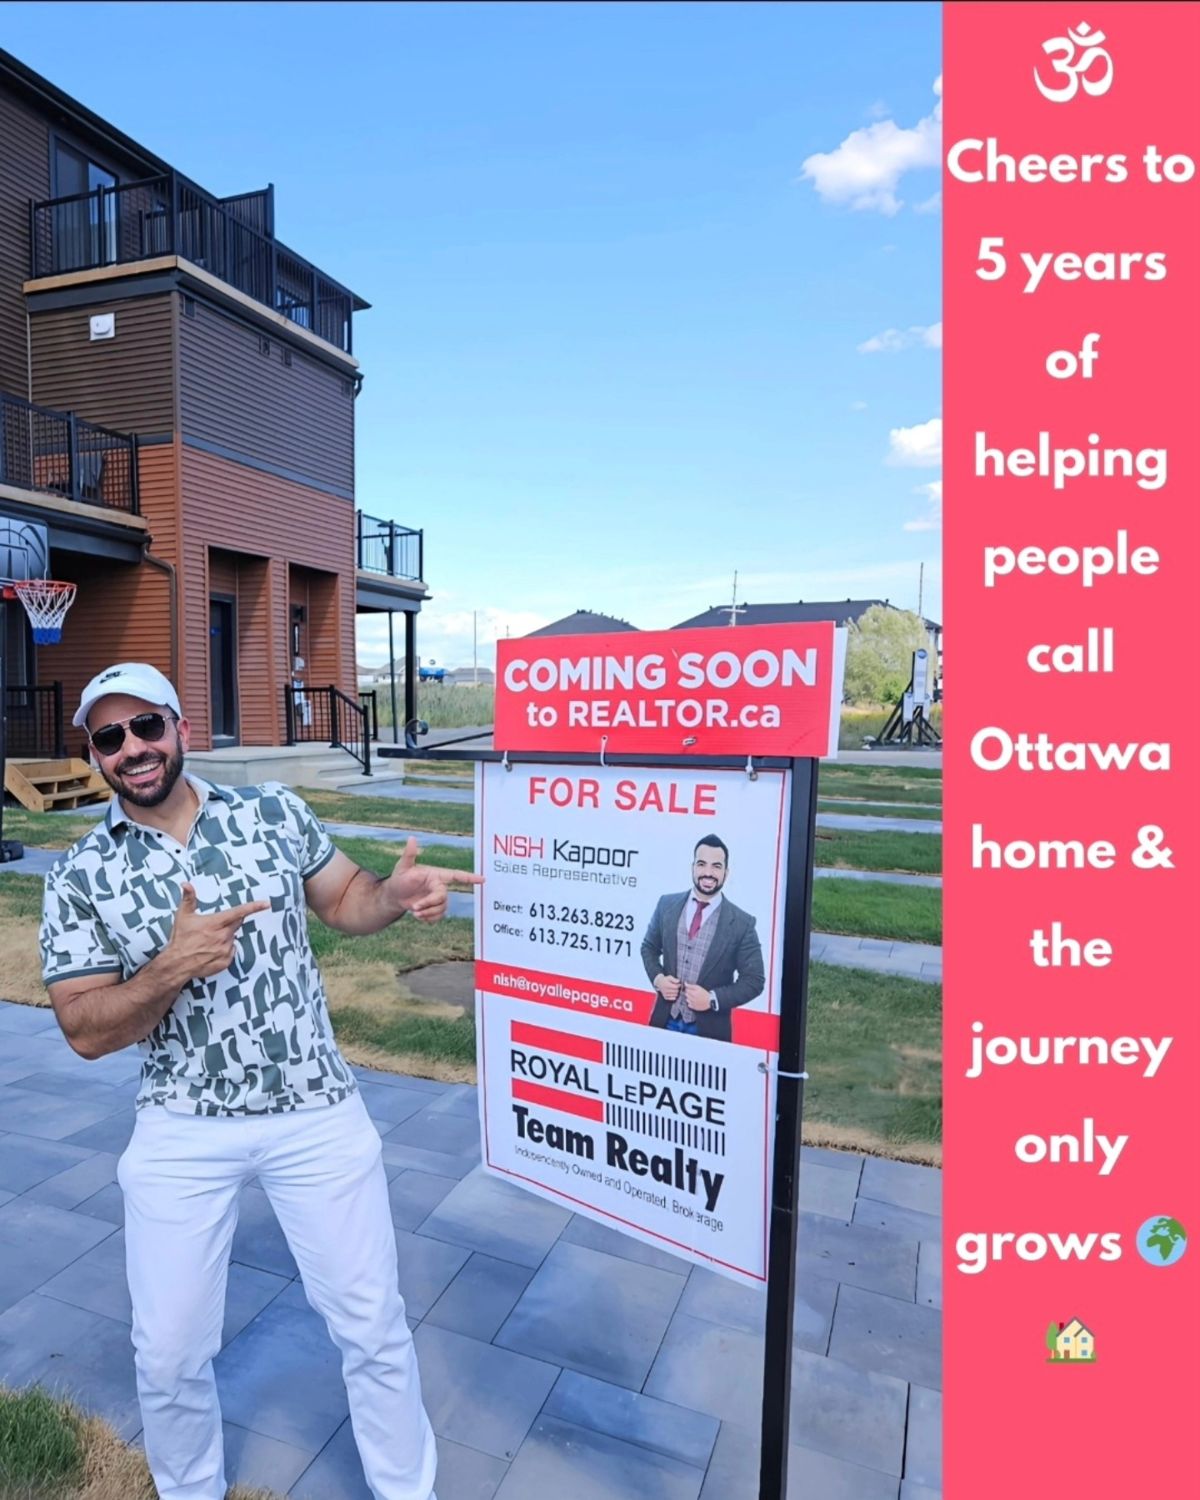 COMING SOON
to REALTOR.ca
FOR SALE
NISH Kapoor
Sales Representative
Direct: 613.263.8223
Office: 613.725.1171
nish@royallepage.ca
ROYAL LEPAGE
Team Realty
Independently Owned and Operated, Brokerage
ॐ
Cheers to
5 years
of
helping
people
call
Ottawa
home &
the
journey
only
grows 🌍
🏡